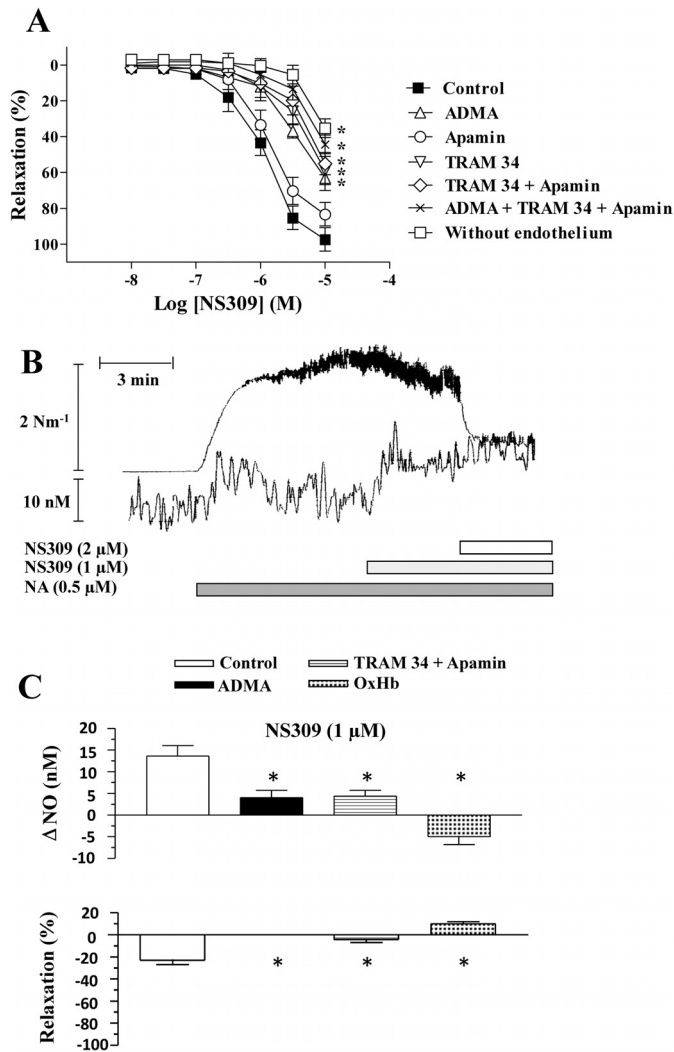 A
0
20
40
60
80
100
Relaxation (%)
-8
-7
-6
-5
-4
Log [NS309] (M)
*
*
*
*
*
Control
ADMA
Apamin
TRAM 34
TRAM 34 + Apamin
ADMA + TRAM 34 + Apamin
Without endothelium
B
3 min
2 Nm-1
10 nM
NS309 (2 µM)
NS309 (1 µM)
NA (0.5 µM)
C
Control
TRAM 34 + Apamin
ADMA
OxHb
NS309 (1 µM)
Δ NO (nM)
20
15
10
5
0
-5
-10
* * *
Relaxation (%)
20
0
-20
-40
-60
-80
-100
* * *